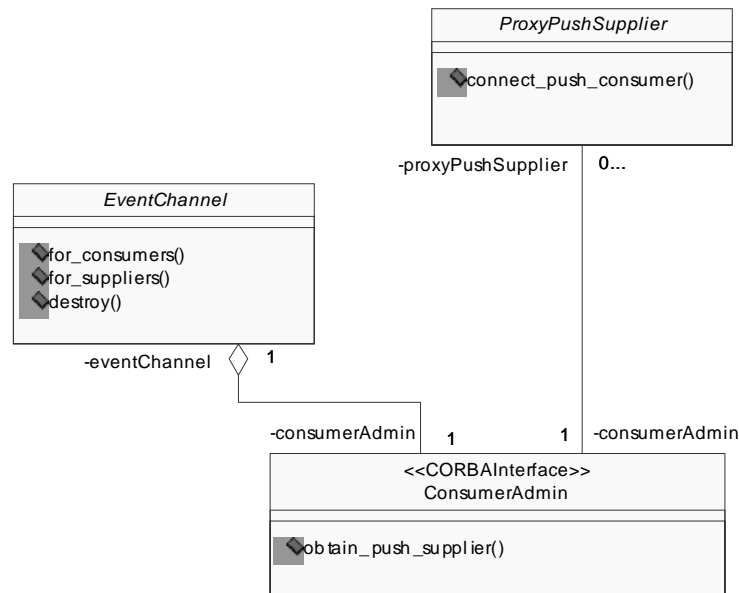 ProxyPushSupplier
connect_push_consumer()
-proxyPushSupplier 0...
EventChannel
for_consumers()
for_suppliers()
destroy()
-eventChannel 1
-consumerAdmin 1 1 -consumerAdmin
<<CORBAInterface>>
ConsumerAdmin
obtain_push_supplier()